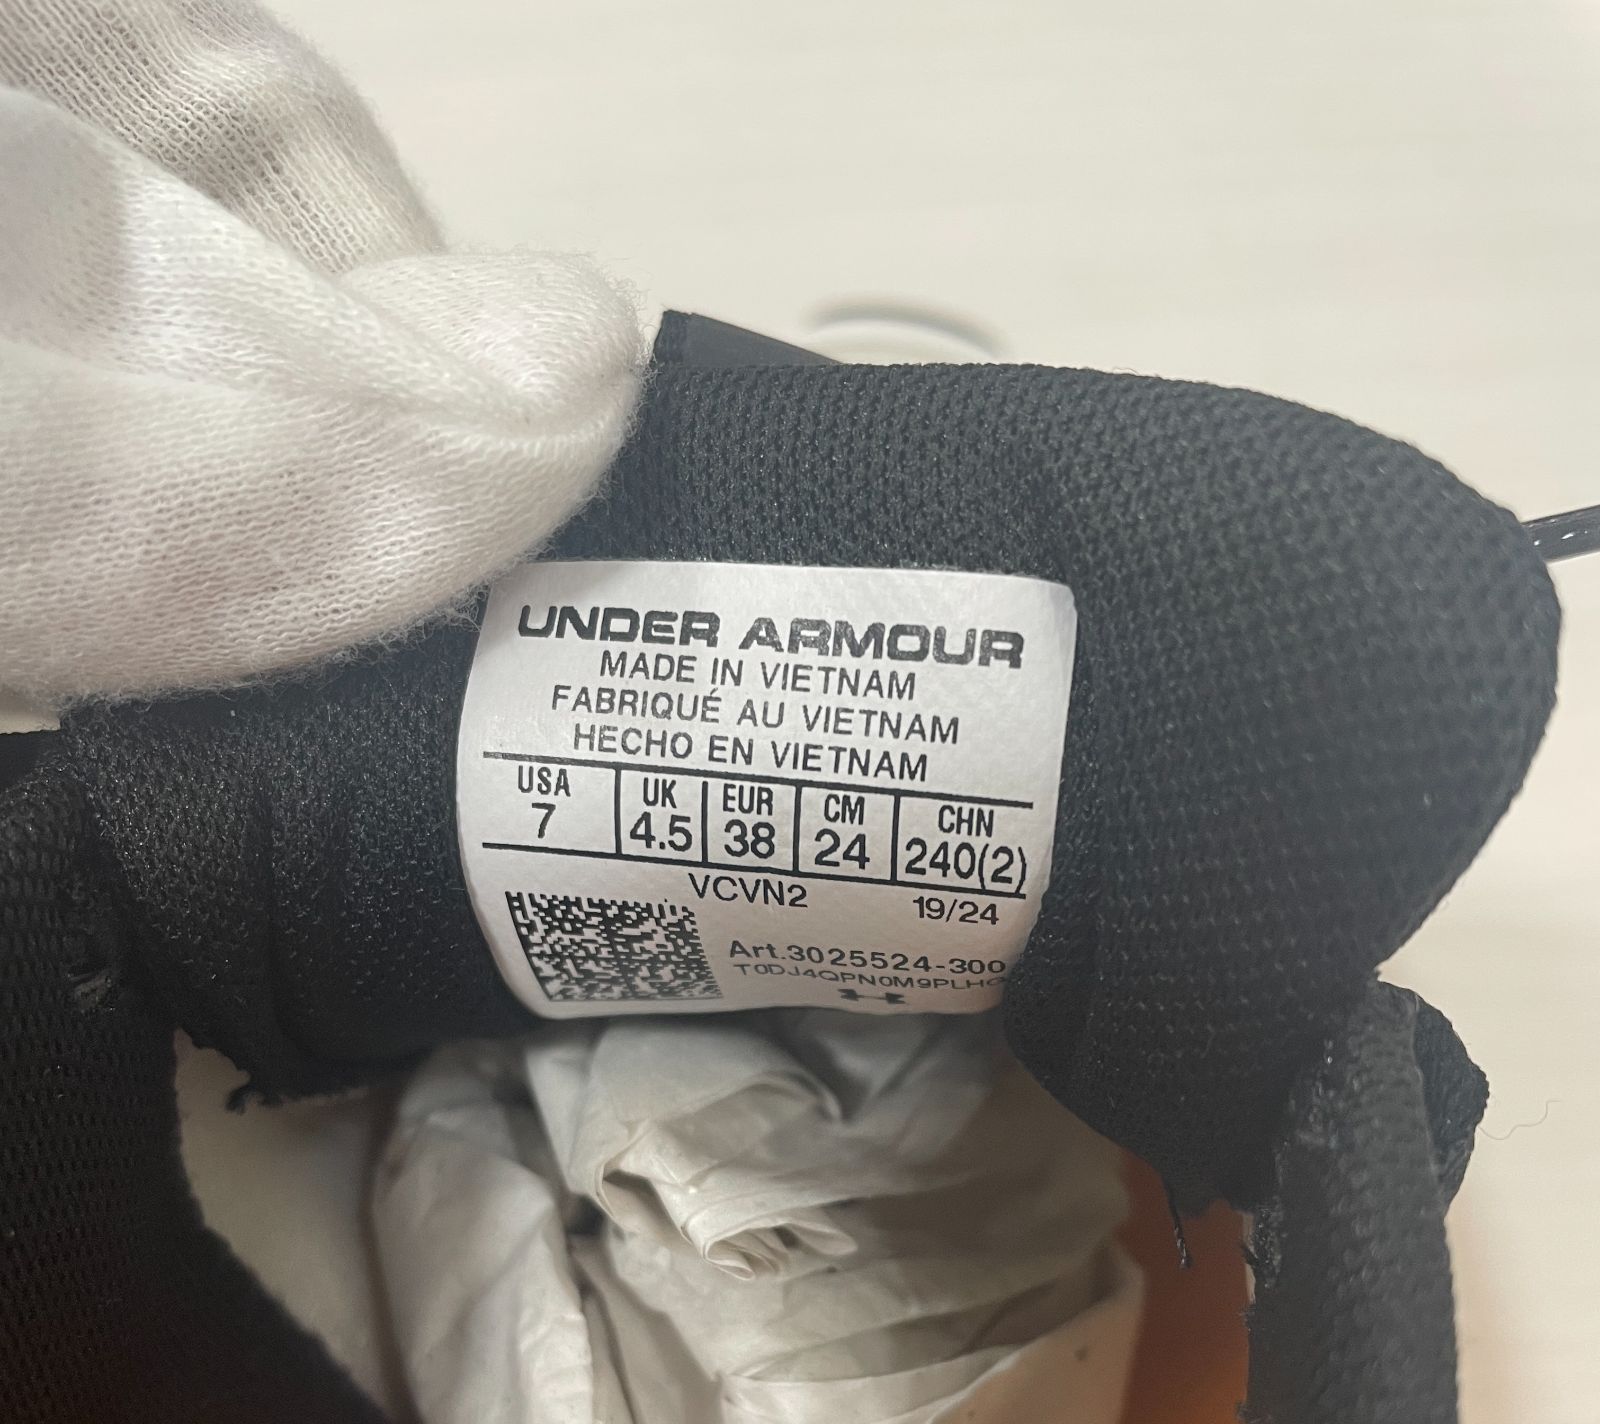 UNDER ARMOUR
MADE IN VIETNAM
FABRIQUÉ AU VIETNAM
HECHO EN VIETNAM
USA UK EUR CM CHN
7 4.5 38 24 240(2)
VCVN2 19/24
Art.3025524-300